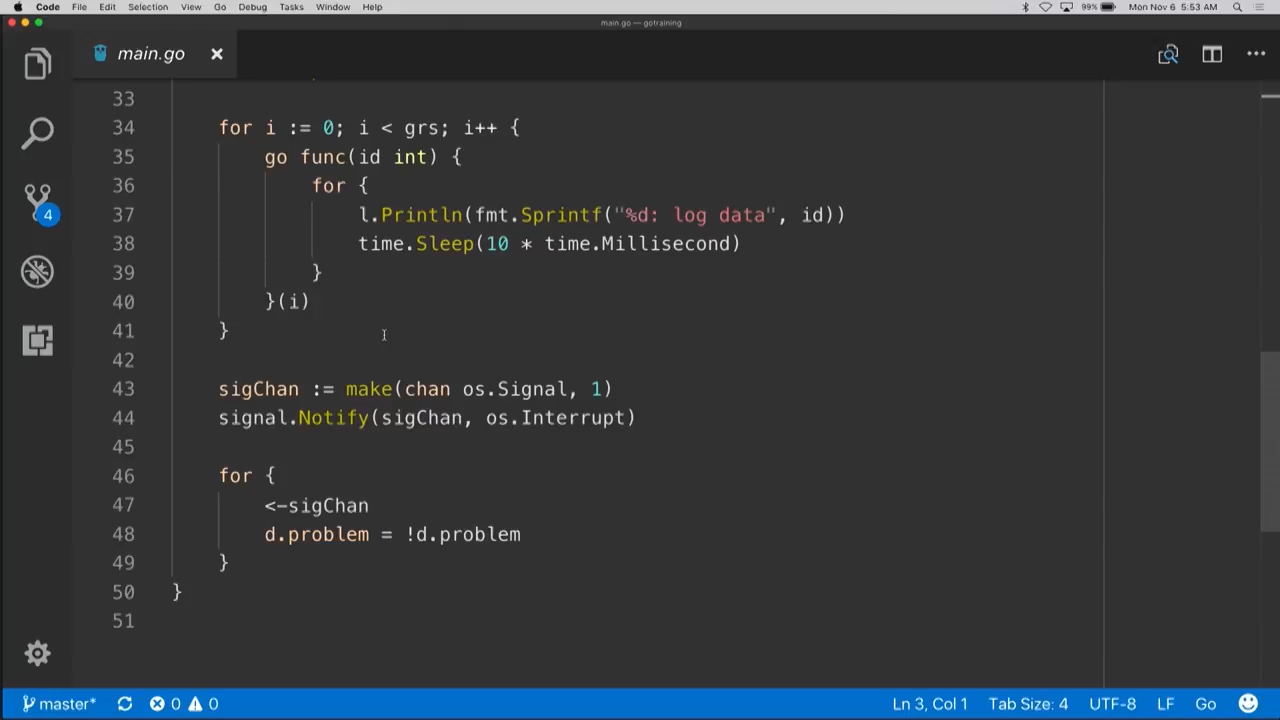 Code File Edit Selection View Go Debug Tasks Window Help 99% Mon Nov 6 5:53 AM
main.go — gotraining
main.go
33
34 for i := 0; i < grs; i++ {
35 go func(id int) {
36 for {
37 l.Println(fmt.Sprintf("%d: log data", id))
38 time.Sleep(10 * time.Millisecond)
39 }
40 }(i)
41 }
42
43 sigChan := make(chan os.Signal, 1)
44 signal.Notify(sigChan, os.Interrupt)
45
46 for {
47 <-sigChan
48 d.problem = !d.problem
49 }
50 }
51
4
master* 0 0 Ln 3, Col 1 Tab Size: 4 UTF-8 LF Go